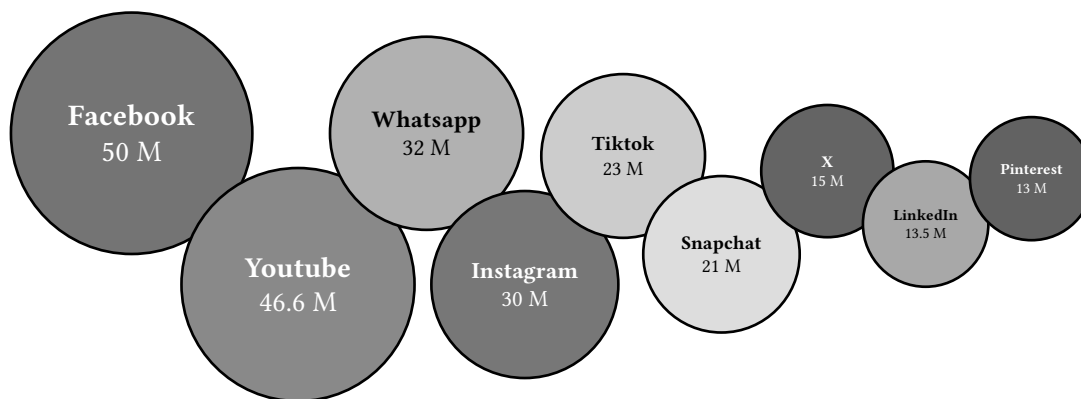 Facebook
50 M
Youtube
46.6 M
Whatsapp
32 M
Instagram
30 M
Tiktok
23 M
Snapchat
21 M
X
15 M
LinkedIn
13.5 M
Pinterest
13 M